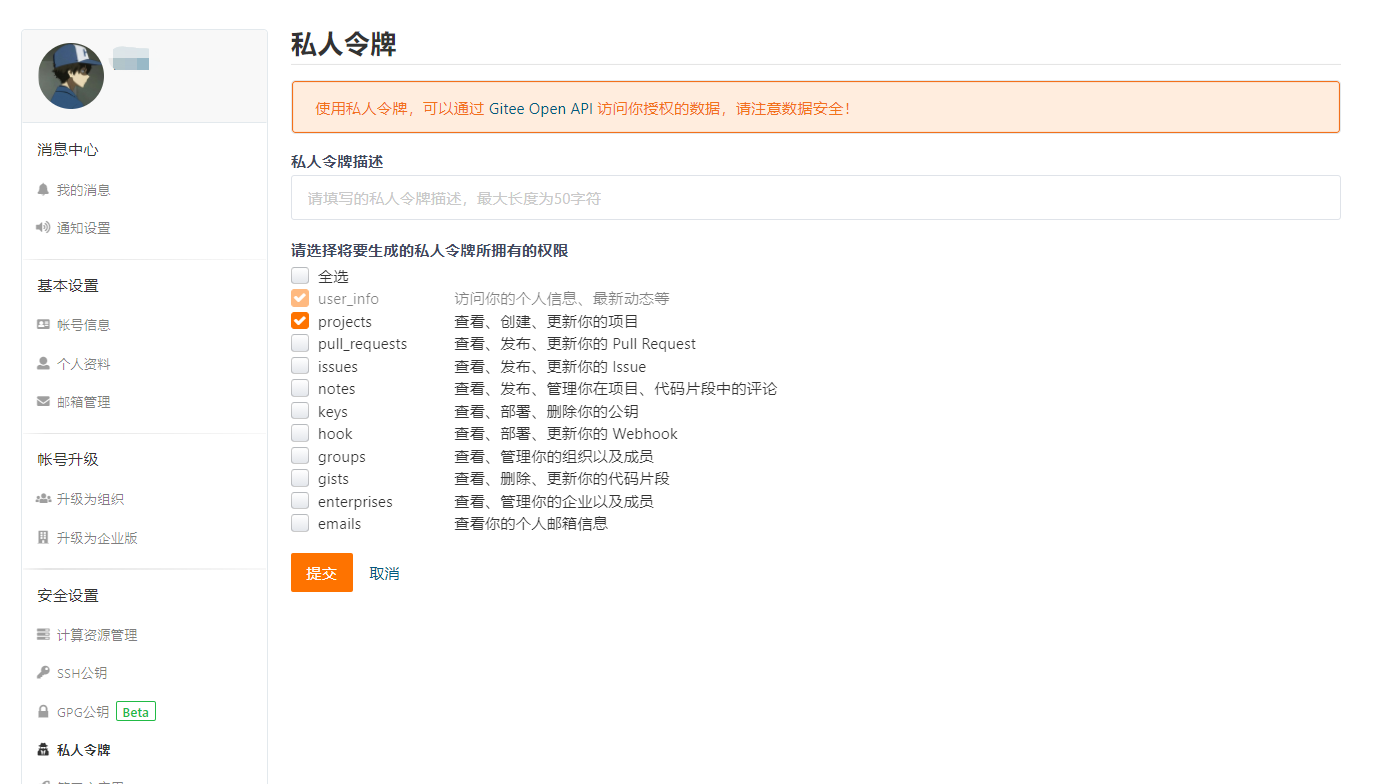 私人令牌
使用私人令牌，可以通过 Gitee Open API 访问你授权的数据，请注意数据安全！
私人令牌描述
请填写的私人令牌描述，最大长度为50字符
请选择将要生成的私人令牌所拥有的权限
全选
user_info 访问你的个人信息、最新动态等
projects 查看、创建、更新你的项目
pull_requests 查看、发布、更新你的 Pull Request
issues 查看、发布、更新你的 Issue
notes 查看、发布、管理你在项目、代码片段中的评论
keys 查看、部署、删除你的公钥
hook 查看、部署、更新你的 Webhook
groups 查看、管理你的组织以及成员
gists 查看、删除、更新你的代码片段
enterprises 查看、管理你的企业以及成员
emails 查看你的个人邮箱信息
提交 取消
消息中心
我的消息
通知设置
基本设置
帐号信息
个人资料
邮箱管理
帐号升级
升级为组织
升级为企业版
安全设置
计算资源管理
SSH公钥
GPG公钥 Beta
私人令牌